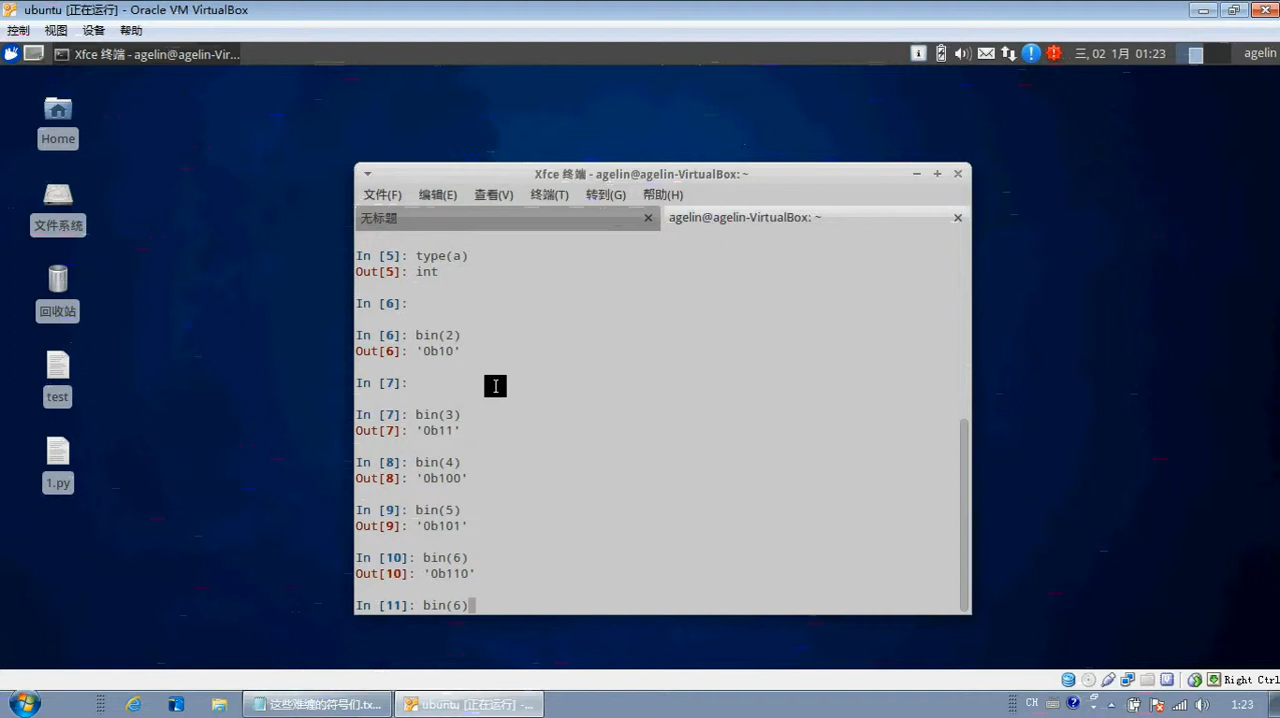 ubuntu [正在运行] - Oracle VM VirtualBox
控制 视图 设备 帮助
Xfce 终端 - agelin@agelin-Vir... 三, 02 1月 01:23 agelin
Home
文件系统
回收站
test
1.py
Xfce 终端 - agelin@agelin-VirtualBox: ~
文件(F) 编辑(E) 查看(V) 终端(T) 转到(G) 帮助(H)
无标题 agelin@agelin-VirtualBox: ~
In [5]: type(a)
Out[5]: int
In [6]:
In [6]: bin(2)
Out[6]: '0b10'
In [7]:
In [7]: bin(3)
Out[7]: '0b11'
In [8]: bin(4)
Out[8]: '0b100'
In [9]: bin(5)
Out[9]: '0b101'
In [10]: bin(6)
Out[10]: '0b110'
In [11]: bin(6)
Right Ctrl
这些难缠的符号们.tx... ubuntu [正在运行] -... CH 1:23